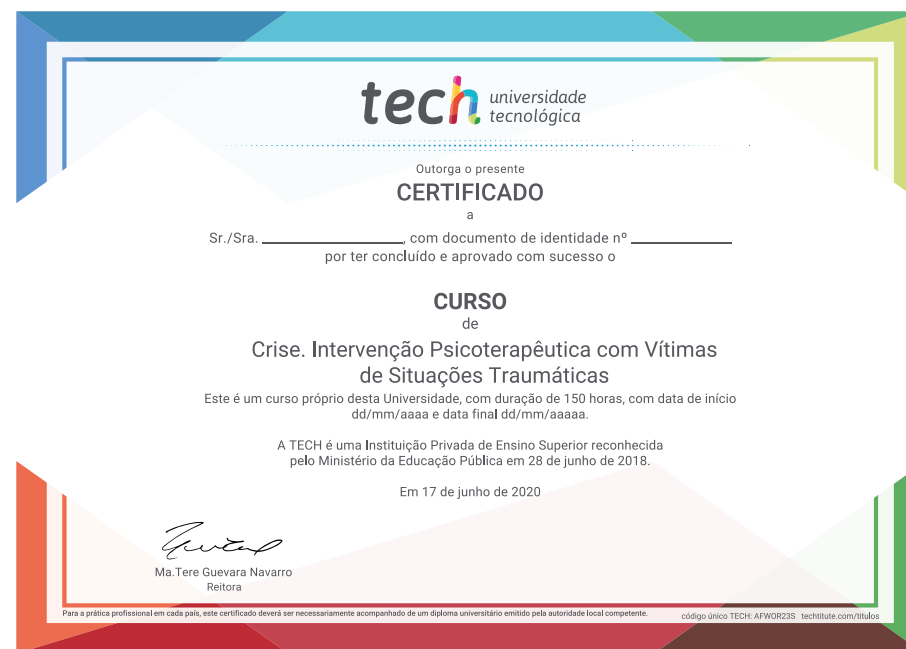 tech universidade
tecnológica
Outorga o presente
CERTIFICADO
a
Sr./Sra. ________________, com documento de identidade nº ____________
por ter concluído e aprovado com sucesso o
CURSO
de
Crise. Intervenção Psicoterapêutica com Vítimas
de Situações Traumáticas
Este é um curso próprio desta Universidade, com duração de 150 horas, com data de início
dd/mm/aaaa e data final dd/mm/aaaaa.
A TECH é uma Instituição Privada de Ensino Superior reconhecida
pelo Ministério da Educação Pública em 28 de junho de 2018.
Em 17 de junho de 2020
Ma.Tere Guevara Navarro
Reitora
Para a prática profissional em cada país, este certificado deverá ser necessariamente acompanhado de um diploma universitário emitido pela autoridade local competente.
código único TECH: AFWOR23S techtitute.com/titulos